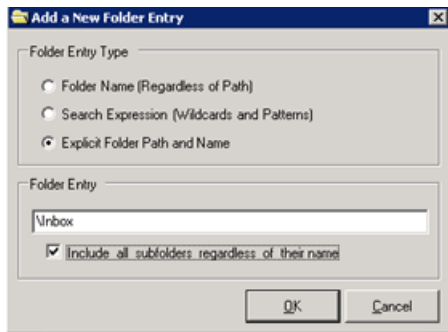 Add a New Folder Entry
Folder Entry Type
Folder Name (Regardless of Path)
Search Expression (Wildcards and Patterns)
Explicit Folder Path and Name
Folder Entry
\Inbox
Include all subfolders regardless of their name
OK
Cancel